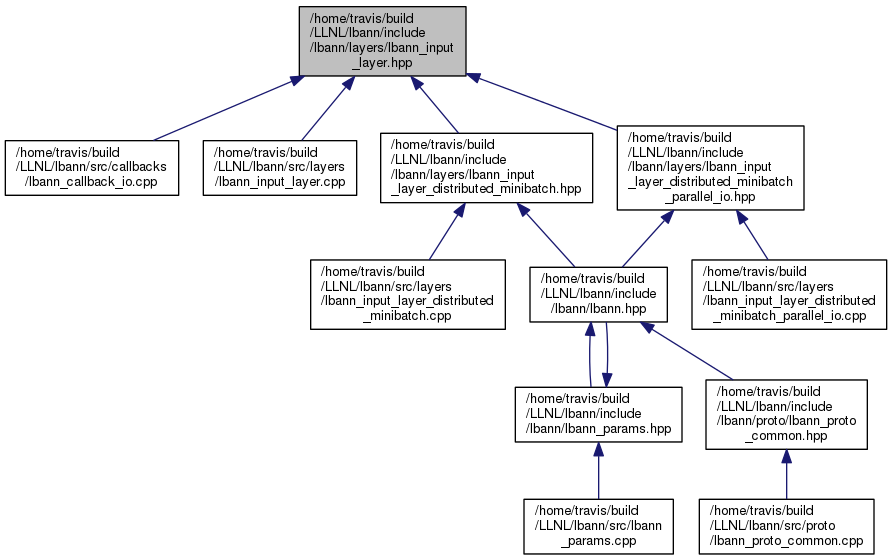 /home/travis/build
/LLNL/lbann/include
/lbann/layers/lbann_input
_layer.hpp
/home/travis/build
/LLNL/lbann/src/callbacks
/lbann_callback_io.cpp
/home/travis/build
/LLNL/lbann/src/layers
/lbann_input_layer.cpp
/home/travis/build
/LLNL/lbann/include
/lbann/layers/lbann_input
_layer_distributed_minibatch.hpp
/home/travis/build
/LLNL/lbann/include
/lbann/layers/lbann_input
_layer_distributed_minibatch
_parallel_io.hpp
/home/travis/build
/LLNL/lbann/src/layers
/lbann_input_layer_distributed
_minibatch.cpp
/home/travis/build
/LLNL/lbann/include
/lbann/lbann.hpp
/home/travis/build
/LLNL/lbann/src/layers
/lbann_input_layer_distributed
_minibatch_parallel_io.cpp
/home/travis/build
/LLNL/lbann/include
/lbann/lbann_params.hpp
/home/travis/build
/LLNL/lbann/include
/lbann/proto/lbann_proto
_common.hpp
/home/travis/build
/LLNL/lbann/src/lbann
_params.cpp
/home/travis/build
/LLNL/lbann/src/proto
/lbann_proto_common.cpp